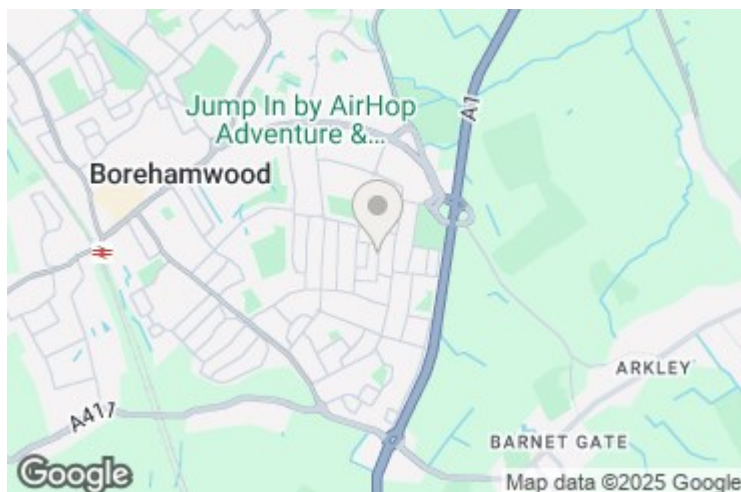 A1
Jump In by AirHop
Adventure &...
Borehamwood
ARKLEY
A411
BARNET GATE
Google
Map data ©2025 Google